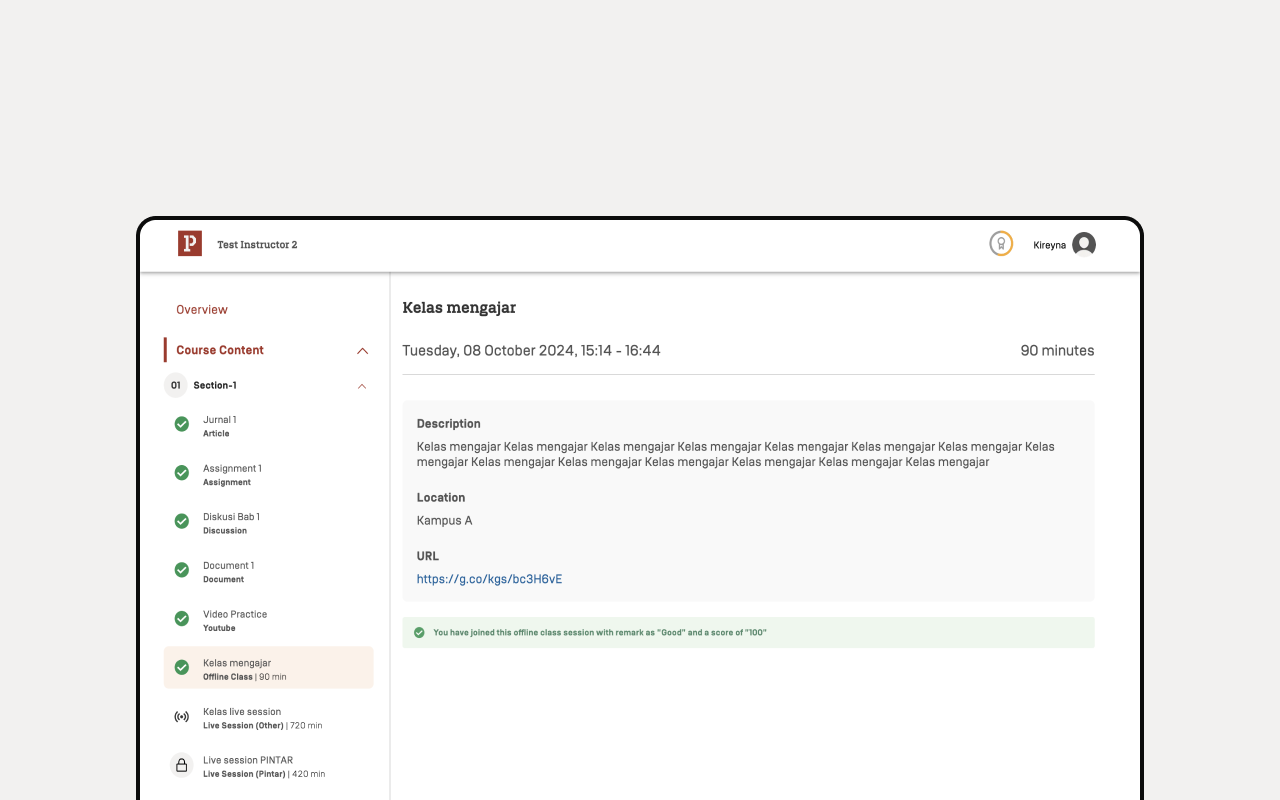 P Test Instructor 2
Kireyna
Overview
Course Content
01 Section-1
Jurnal 1
Article
Assignment 1
Assignment
Diskusi Bab 1
Discussion
Document 1
Document
Video Practice
Youtube
Kelas mengajar
Offline Class | 90 min
Kelas live session
Live Session (Other) | 720 min
Live session PINTAR
Live Session (Pintar) | 420 min
Kelas mengajar
Tuesday, 08 October 2024, 15:14 - 16:44
90 minutes
Description
Kelas mengajar Kelas mengajar Kelas mengajar Kelas mengajar Kelas mengajar Kelas mengajar Kelas mengajar Kelas
mengajar Kelas mengajar Kelas mengajar Kelas mengajar Kelas mengajar Kelas mengajar Kelas mengajar
Location
Kampus A
URL
https://g.co/kgs/bc3H6vE
You have joined this offline class session with remark as "Good" and a score of "100"